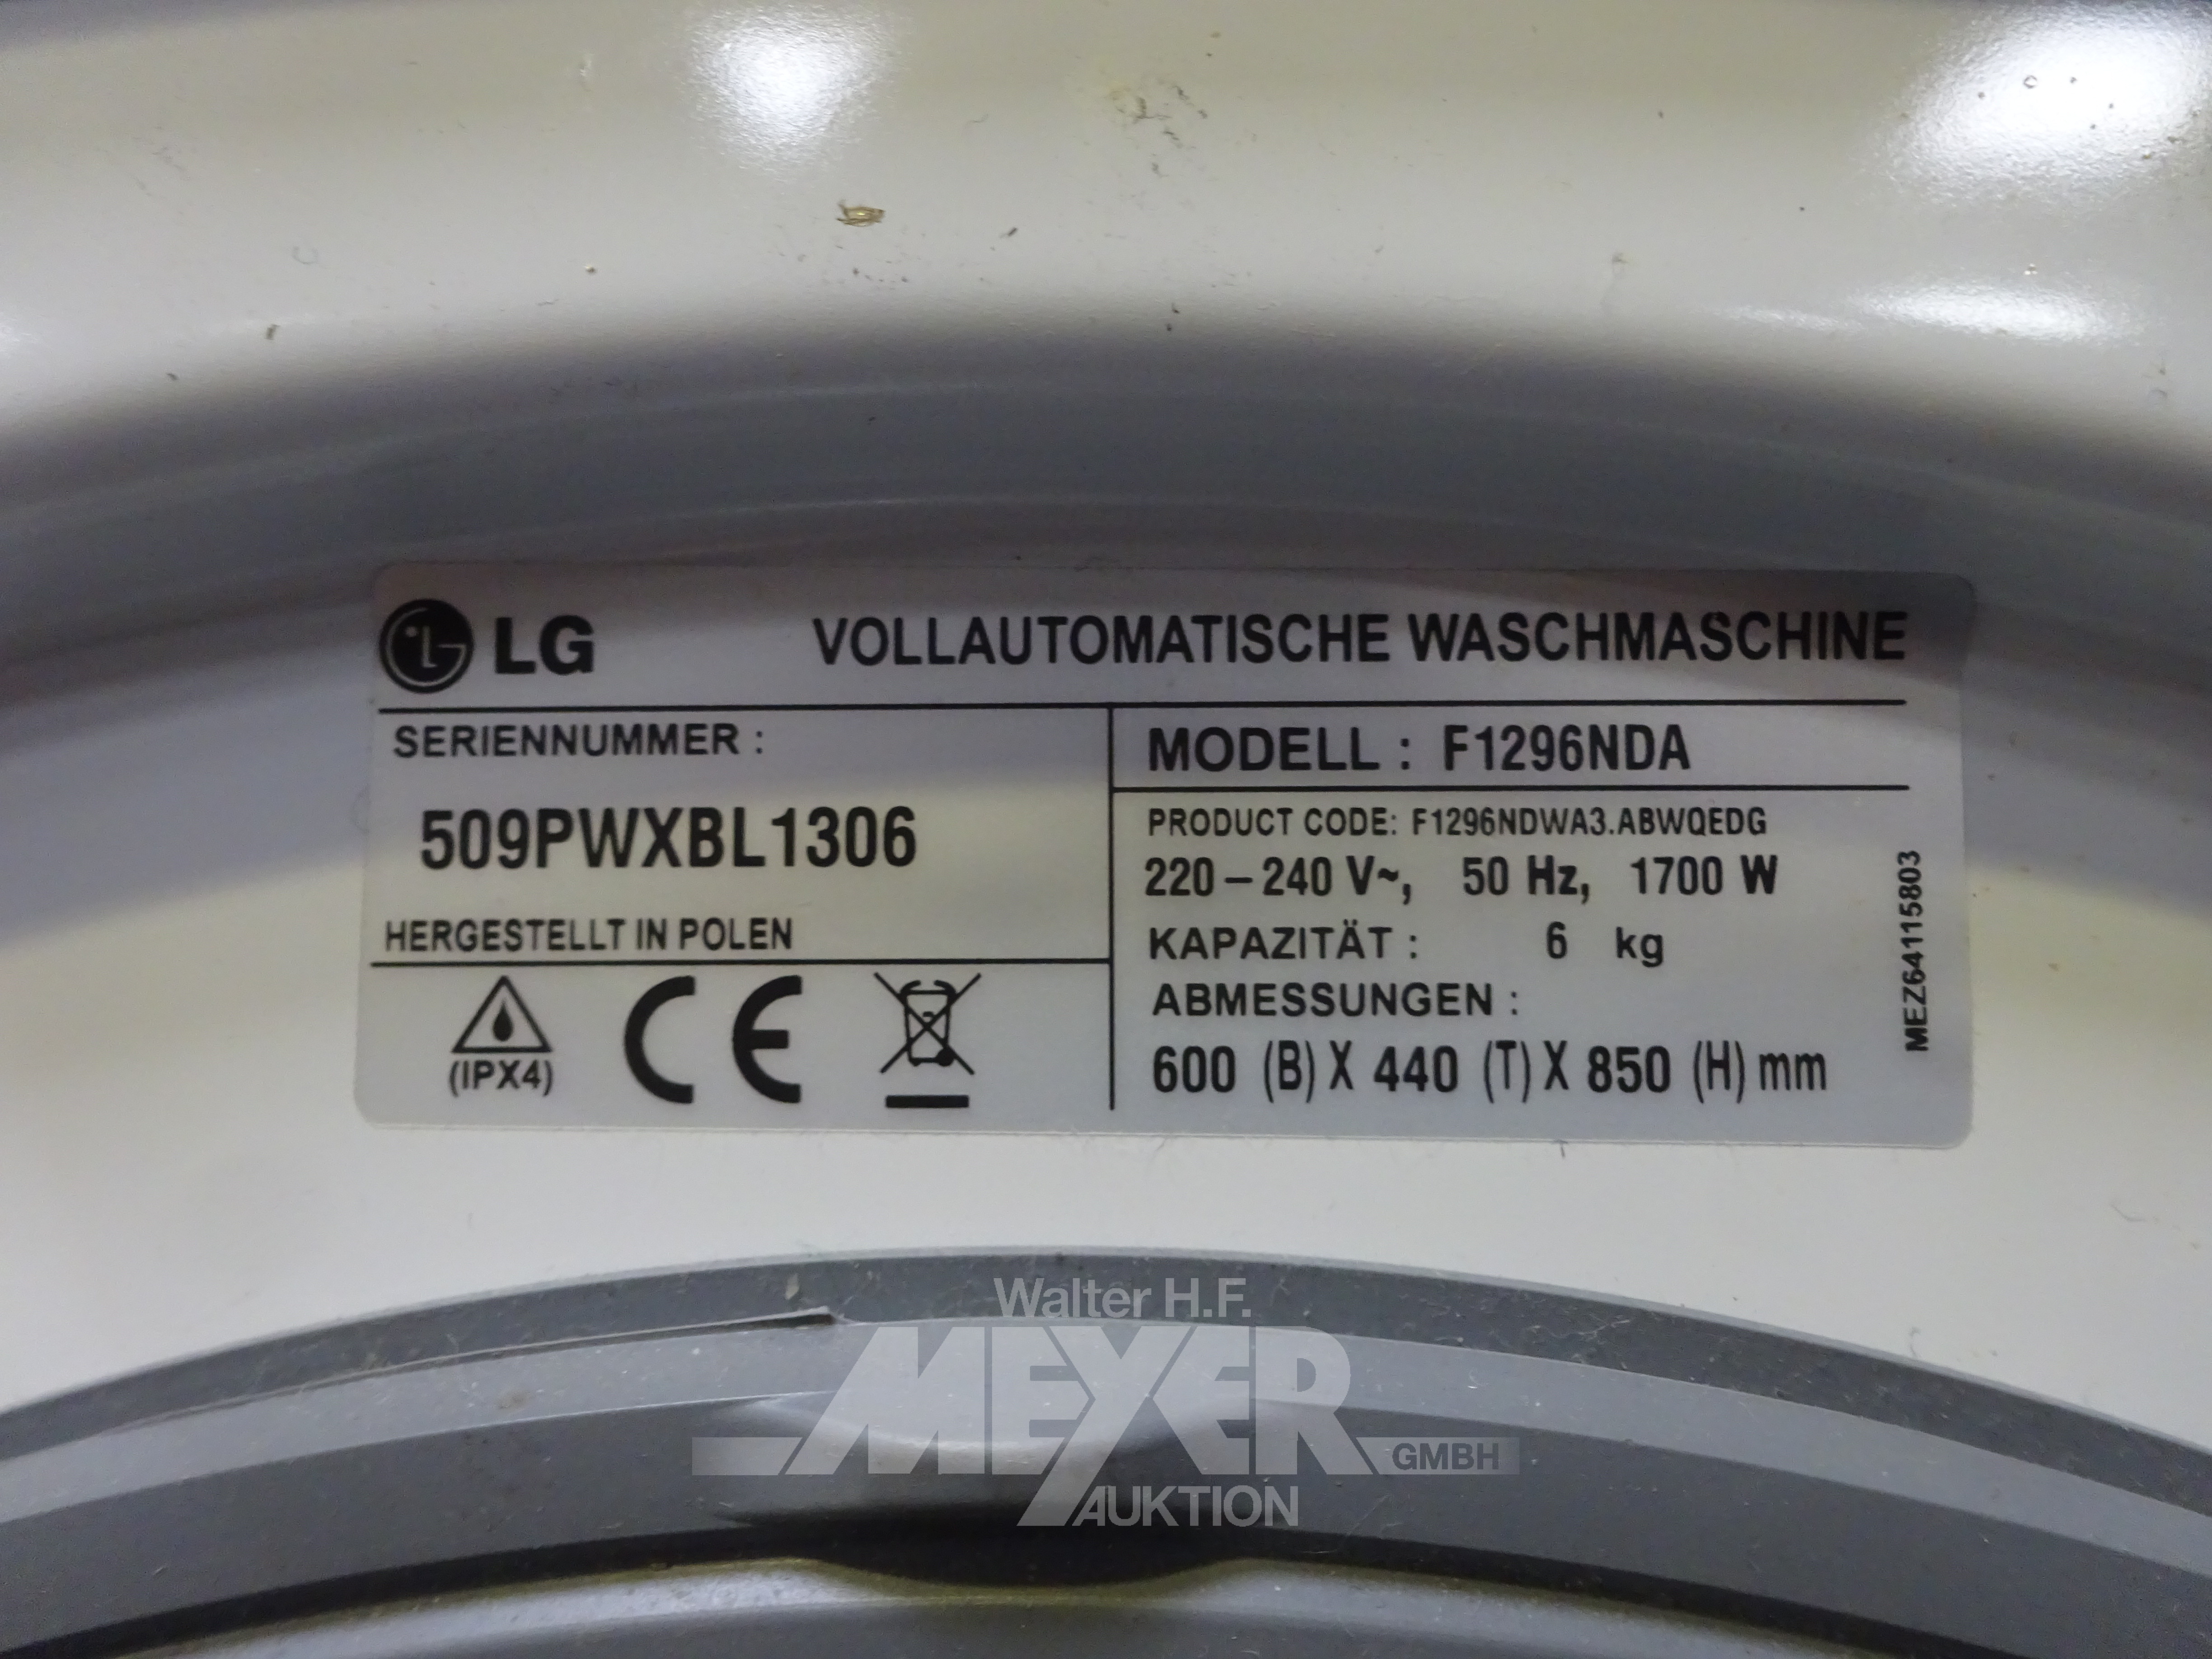 LG VOLLAUTOMATISCHE WASCHMASCHINE
SERIENNUMMER :
509PWXBL1306
HERGESTELLT IN POLEN
(IPX4)
CE
MODELL : F1296NDA
PRODUCT CODE: F1296NDWA3.ABWQEDG
220 – 240 V~, 50 Hz, 1700 W
KAPAZITÄT : 6 kg
ABMESSUNGEN :
600 (B) X 440 (T) X 850 (H) mm
MEZ64115803
Walter H.F.
MEYER GMBH
AUKTION